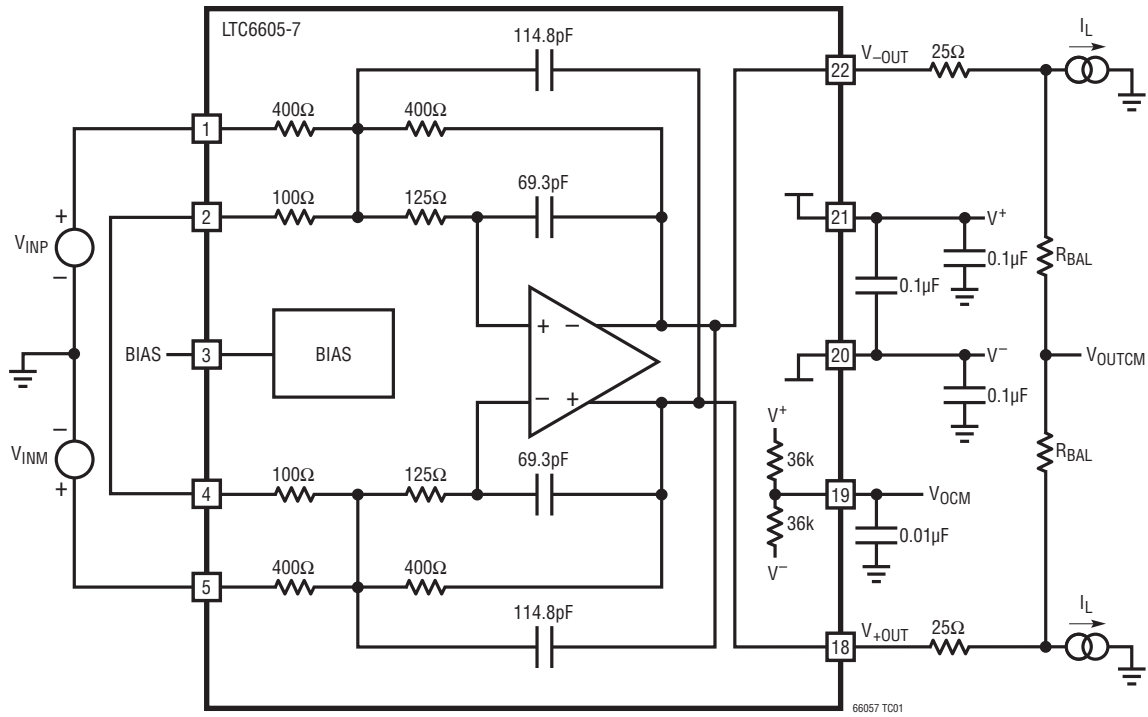 LTC6605-7
114.8pF
V–OUT
25Ω
IL
22
400Ω
400Ω
1
69.3pF
100Ω
125Ω
2
21
V+
+
VINP
–
0.1µF
0.1µF
RBAL
+ –
BIAS
3
BIAS
20
V–
VOUTCM
– +
0.1µF
–
VINM
+
V+
69.3pF
36k
RBAL
100Ω
125Ω
4
19
VOCM
36k
0.01µF
400Ω
400Ω
5
V–
114.8pF
IL
V+OUT
25Ω
18
66057 TC01